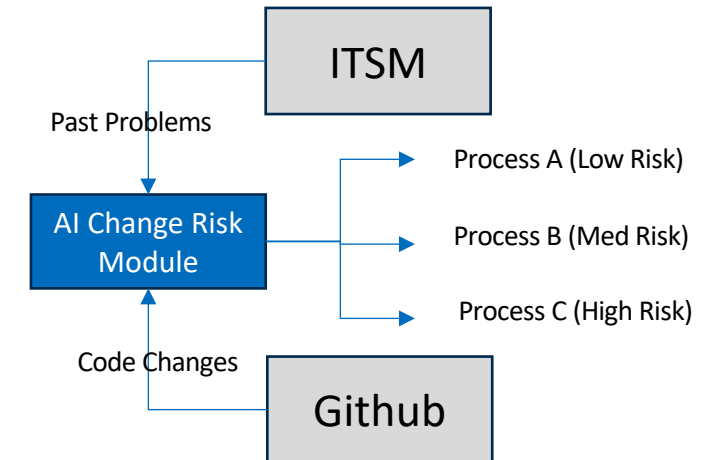 ITSM
Past Problems
Process A (Low Risk)
AI Change Risk
Module
Process B (Med Risk)
Process C (High Risk)
Code Changes
Github